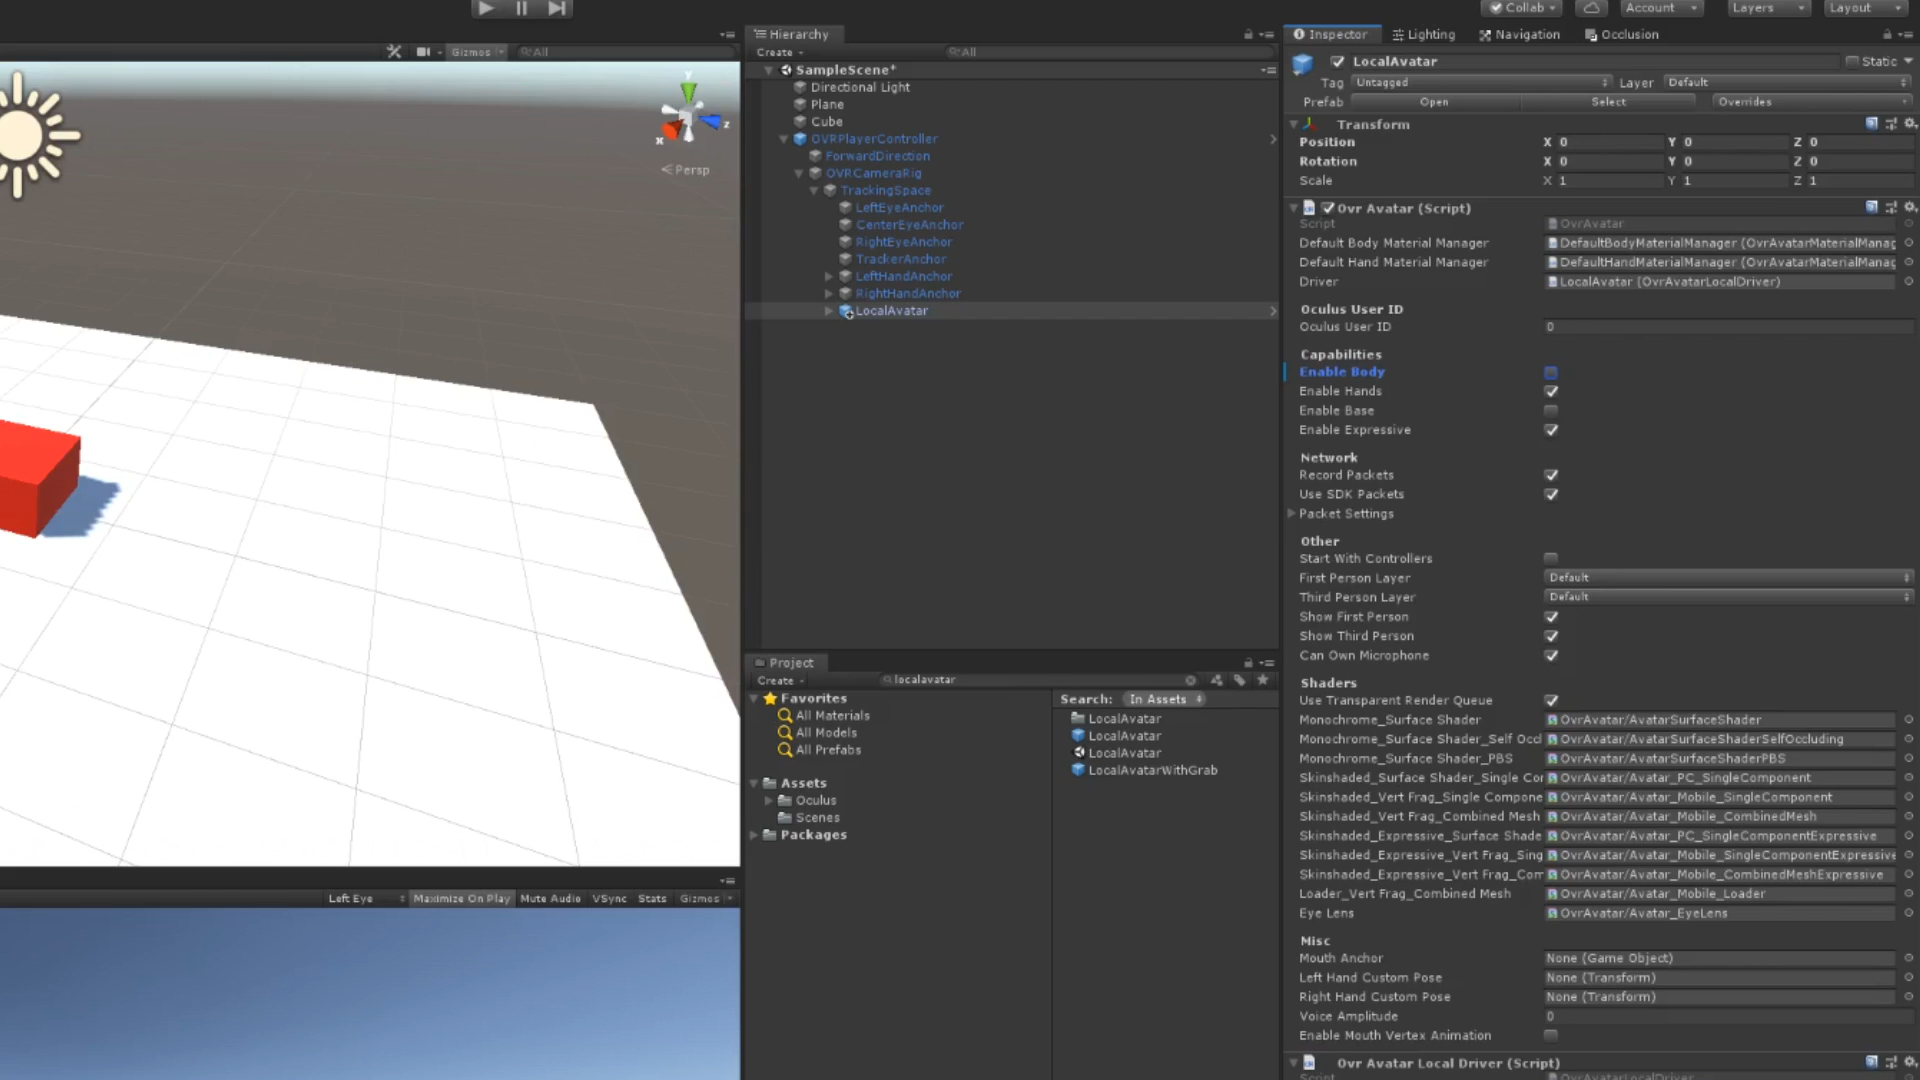 Collab
Account
Layers
Layout
Gizmos
All
y
x
z
Persp
Left Eye
Maximize On Play
Mute Audio
VSync
Stats
Gizmos
Hierarchy
Create
All
SampleScene*
Directional Light
Plane
Cube
OVRPlayerController
ForwardDirection
OVRCameraRig
TrackingSpace
LeftEyeAnchor
CenterEyeAnchor
RightEyeAnchor
TrackerAnchor
LeftHandAnchor
RightHandAnchor
LocalAvatar
Project
Create
localavatar
Favorites
All Materials
All Models
All Prefabs
Assets
Oculus
Scenes
Packages
Search: In Assets
LocalAvatar
LocalAvatar
LocalAvatar
LocalAvatarWithGrab
Inspector
Lighting
Navigation
Occlusion
LocalAvatar
Static
Tag Untagged Layer Default
Prefab Open Select Overrides
Transform
Position X 0 Y 0 Z 0
Rotation X 0 Y 0 Z 0
Scale X 1 Y 1 Z 1
Ovr Avatar (Script)
Script OvrAvatar
Default Body Material Manager DefaultBodyMaterialManager (OvrAvatarMaterialManag
Default Hand Material Manager DefaultHandMaterialManager (OvrAvatarMaterialManag
Driver LocalAvatar (OvrAvatarLocalDriver)
Oculus User ID
Oculus User ID 0
Capabilities
Enable Body
Enable Hands
Enable Base
Enable Expressive
Network
Record Packets
Use SDK Packets
Packet Settings
Other
Start With Controllers
First Person Layer Default
Third Person Layer Default
Show First Person
Show Third Person
Can Own Microphone
Shaders
Use Transparent Render Queue
Monochrome_Surface Shader OvrAvatar/AvatarSurfaceShader
Monochrome_Surface Shader_Self Occl OvrAvatar/AvatarSurfaceShaderSelfOccluding
Monochrome_Surface Shader_PBS OvrAvatar/AvatarSurfaceShaderPBS
Skinshaded_Surface Shader_Single Cor OvrAvatar/Avatar_PC_SingleComponent
Skinshaded_Vert Frag_Single Compone OvrAvatar/Avatar_Mobile_SingleComponent
Skinshaded_Vert Frag_Combined Mesh OvrAvatar/Avatar_Mobile_CombinedMesh
Skinshaded_Expressive_Surface Shade OvrAvatar/Avatar_PC_SingleComponentExpressive
Skinshaded_Expressive_Vert Frag_Sing OvrAvatar/Avatar_Mobile_SingleComponentExpressive
Skinshaded_Expressive_Vert Frag_Com OvrAvatar/Avatar_Mobile_CombinedMeshExpressive
Loader_Vert Frag_Combined Mesh OvrAvatar/Avatar_Mobile_Loader
Eye Lens OvrAvatar/Avatar_EyeLens
Misc
Mouth Anchor None (Game Object)
Left Hand Custom Pose None (Transform)
Right Hand Custom Pose None (Transform)
Voice Amplitude 0
Enable Mouth Vertex Animation
Ovr Avatar Local Driver (Script)